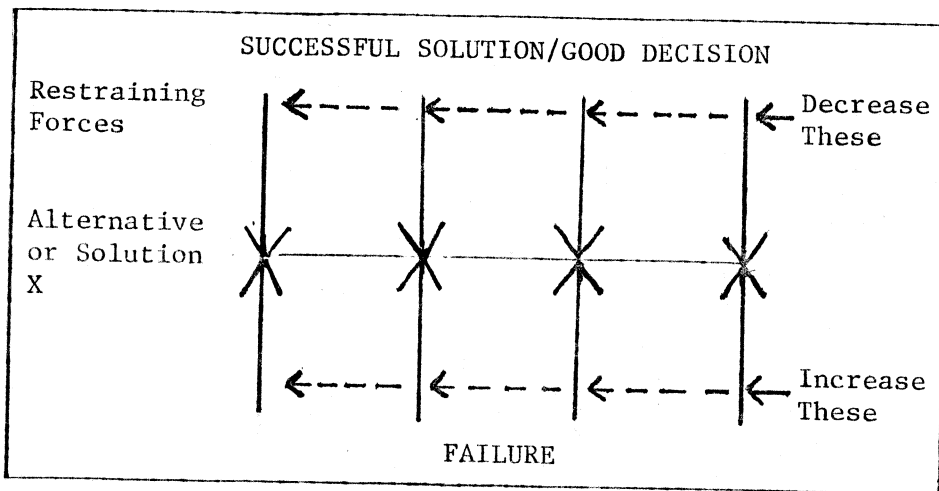 SUCCESSFUL SOLUTION/GOOD DECISION
Restraining
Forces
Decrease
These
Alternative
or Solution
X
Increase
These
FAILURE